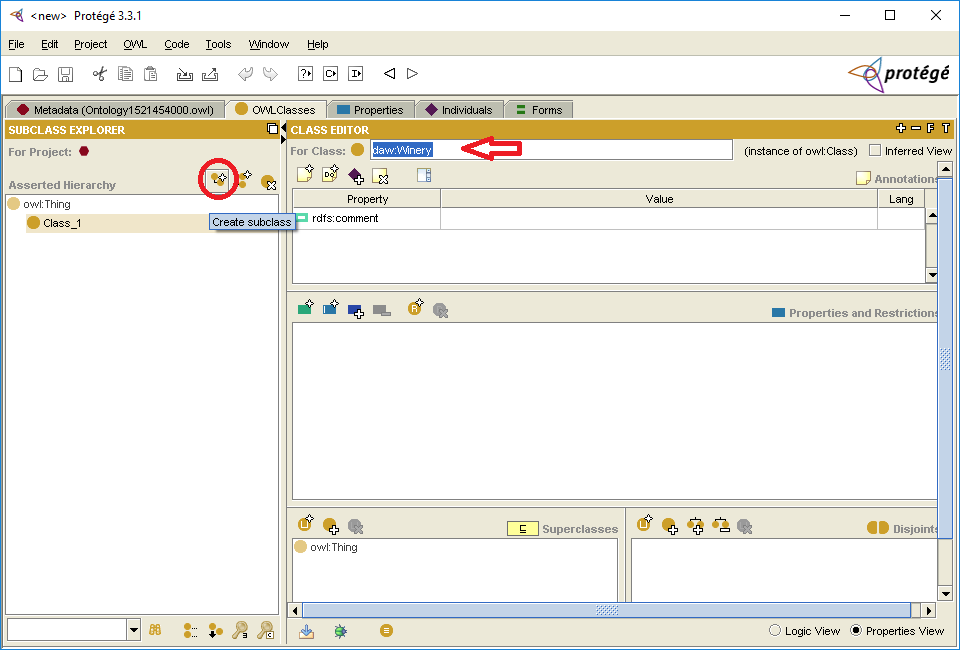 <new> Protégé 3.3.1
File Edit Project OWL Code Tools Window Help
protégé
Metadata (Ontology1521454000.owl) OWLClasses Properties Individuals Forms
SUBCLASS EXPLORER
CLASS EDITOR
F T
For Project:
For Class: daw:Winery (instance of owl:Class) Inferred View
Asserted Hierarchy
Annotations
owl:Thing
Class_1
Create subclass
Property Value Lang
rdfs:comment
Properties and Restrictions
Superclasses
Disjoints
owl:Thing
Logic View Properties View